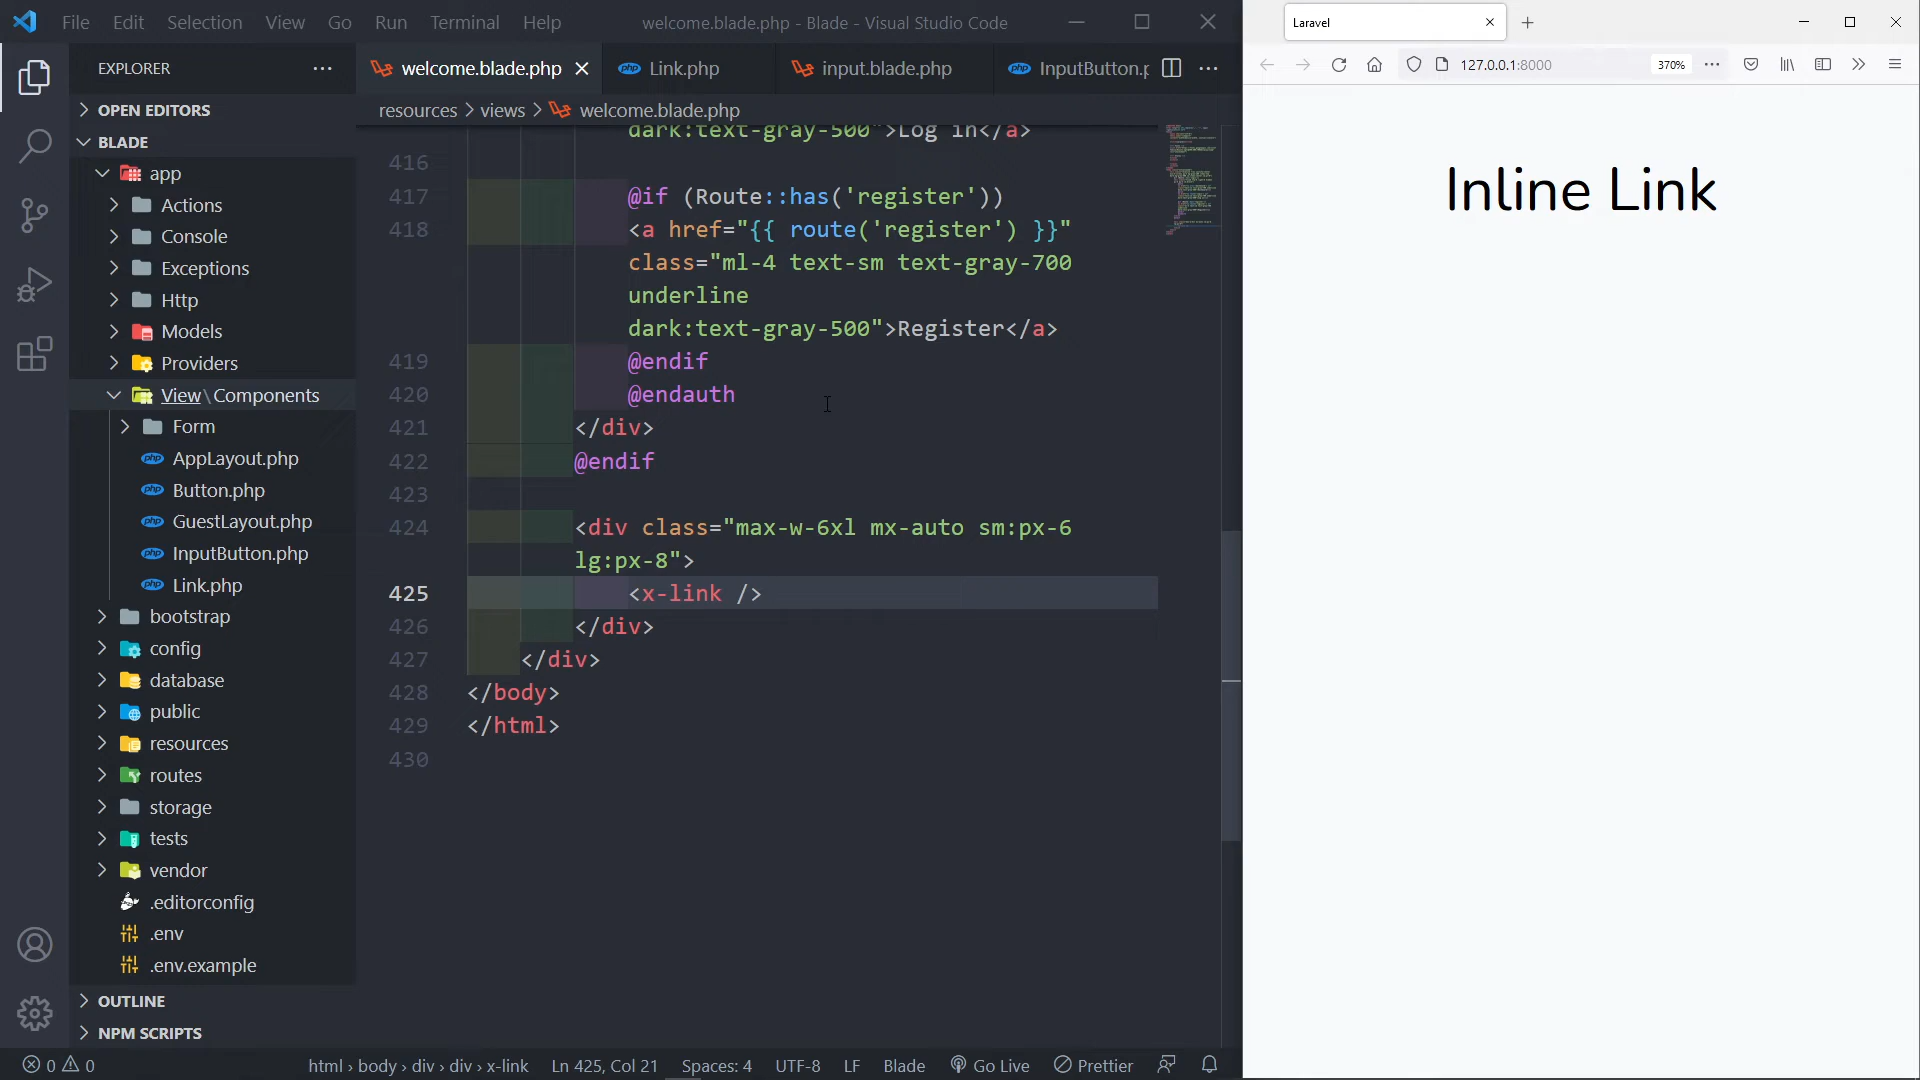 File Edit Selection View Go Run Terminal Help
welcome.blade.php - Blade - Visual Studio Code
Laravel
EXPLORER
welcome.blade.php
Link.php
input.blade.php
InputButton.p
127.0.0.1:8000
370%
OPEN EDITORS
resources > views > welcome.blade.php
BLADE
app
Actions
Console
Exceptions
Http
Models
Providers
View\Components
Form
AppLayout.php
Button.php
GuestLayout.php
InputButton.php
Link.php
bootstrap
config
database
public
resources
routes
storage
tests
vendor
.editorconfig
.env
.env.example
OUTLINE
NPM SCRIPTS
dark:text-gray-500">Log in</a>
416
417 @if (Route::has('register'))
418 <a href="{{ route('register') }}"
class="ml-4 text-sm text-gray-700
underline
dark:text-gray-500">Register</a>
419 @endif
420 @endauth
421 </div>
422 @endif
423
424 <div class="max-w-6xl mx-auto sm:px-6
lg:px-8">
425 <x-link />
426 </div>
427 </div>
428 </body>
429 </html>
430
Inline Link
0 0
html › body › div › div › x-link
Ln 425, Col 21
Spaces: 4
UTF-8
LF
Blade
Go Live
Prettier